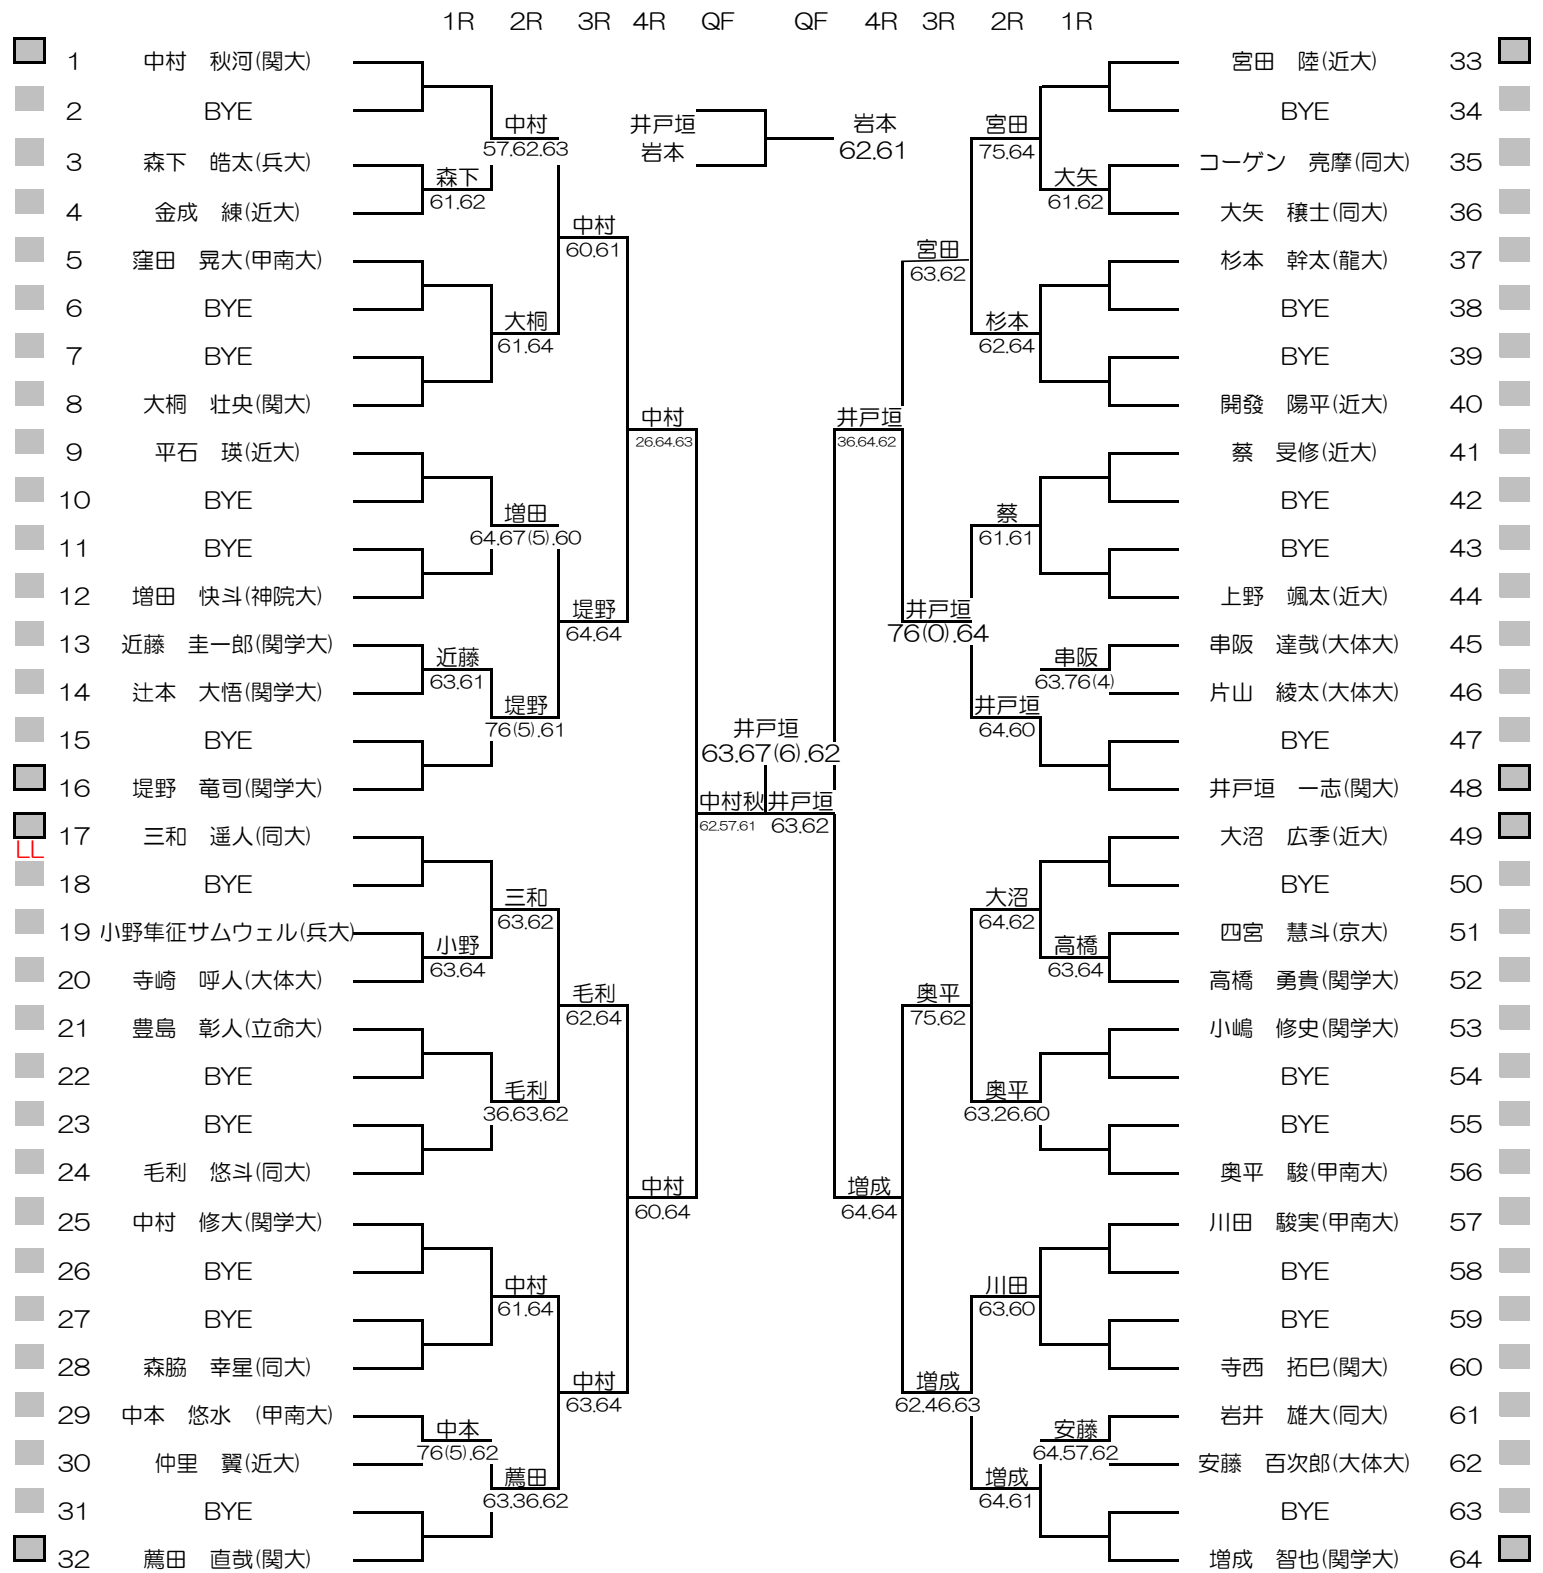 1R 2R 3R 4R QF QF 4R 3R 2R 1R
1 中村 秋河(関大)
2 BYE
3 森下 皓太(兵大)
4 金成 練(近大)
5 窪田 晃大(甲南大)
6 BYE
7 BYE
8 大桐 壮央(関大)
9 平石 瑛(近大)
10 BYE
11 BYE
12 増田 快斗(神院大)
13 近藤 圭一郎(関学大)
14 辻本 大悟(関学大)
15 BYE
16 堤野 竜司(関学大)
17 三和 遥人(同大)
LL
18 BYE
19 小野隼征サムウェル(兵大)
20 寺崎 呼人(大体大)
21 豊島 彰人(立命大)
22 BYE
23 BYE
24 毛利 悠斗(同大)
25 中村 修大(関学大)
26 BYE
27 BYE
28 森脇 幸星(同大)
29 中本 悠水 (甲南大)
30 仲里 翼(近大)
31 BYE
32 薦田 直哉(関大)
森下
61.62
近藤
63.61
小野
63.64
中本
76(5).62
中村
57.62.63
大桐
61.64
増田
64.67(5).60
堤野
76(5).61
三和
63.62
毛利
36.63.62
中村
61.64
薦田
63.36.62
中村
60.61
堤野
64.64
毛利
62.64
中村
63.64
中村
26.64.63
中村
60.64
井戸垣
岩本
岩本
62.61
井戸垣
63.67(6).62
中村秋
62.57.61
井戸垣
63.62
井戸垣
36.64.62
増成
64.64
宮田
63.62
井戸垣
76(0).64
奥平
75.62
増成
62.46.63
宮田
75.64
杉本
62.64
蔡
61.61
井戸垣
64.60
大沼
64.62
奥平
63.26.60
川田
63.60
増成
64.61
大矢
61.62
串阪
63.76(4)
高橋
63.64
安藤
64.57.62
宮田 陸(近大) 33
BYE 34
コーゲン 亮摩(同大) 35
大矢 穣士(同大) 36
杉本 幹太(龍大) 37
BYE 38
BYE 39
開發 陽平(近大) 40
蔡 旻修(近大) 41
BYE 42
BYE 43
上野 颯太(近大) 44
串阪 達哉(大体大) 45
片山 綾太(大体大) 46
BYE 47
井戸垣 一志(関大) 48
大沼 広季(近大) 49
BYE 50
四宮 慧斗(京大) 51
高橋 勇貴(関学大) 52
小嶋 修史(関学大) 53
BYE 54
BYE 55
奥平 駿(甲南大) 56
川田 駿実(甲南大) 57
BYE 58
BYE 59
寺西 拓巳(関大) 60
岩井 雄大(同大) 61
安藤 百次郎(大体大) 62
BYE 63
増成 智也(関学大) 64